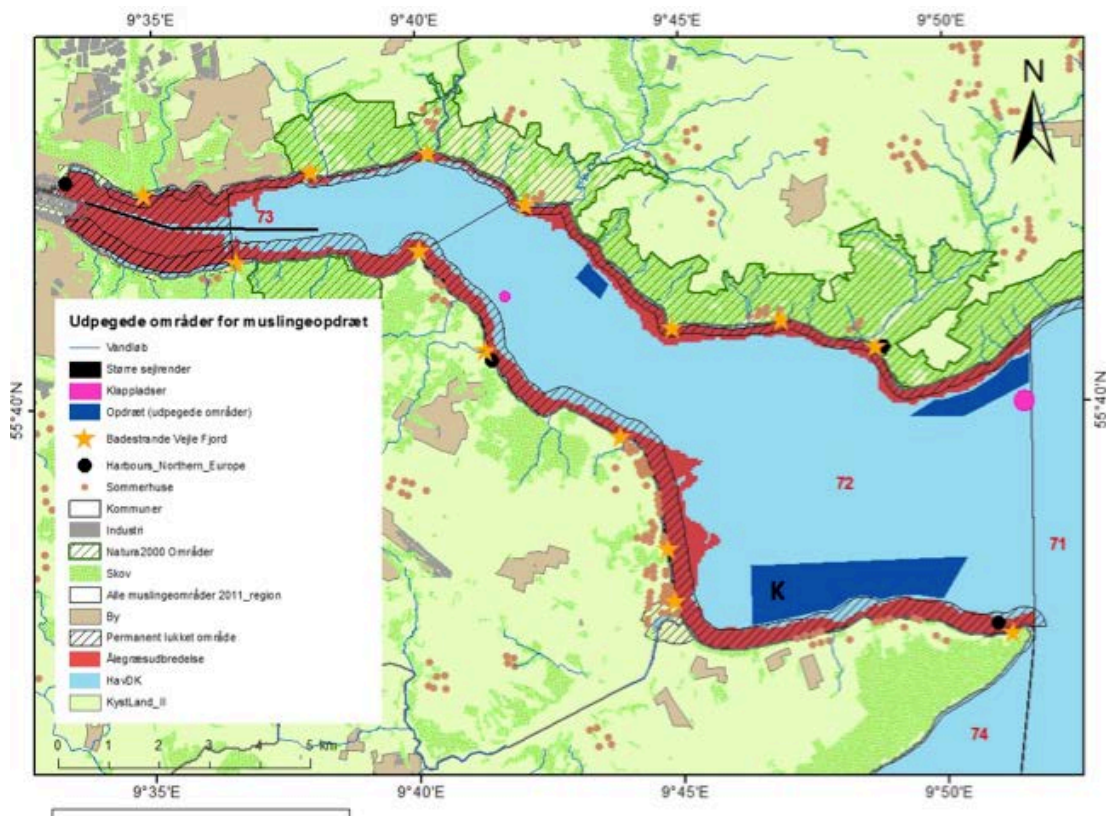 9°35'E 9°40'E 9°45'E 9°50'E
N
73
55°40'N
55°40'N
72
71
K
74
Udpegede områder for muslingeopdræt
Vandløb
Større sejlrender
Klappladser
Opdræt (udpegede områder)
Badestrande Vejle Fjord
Harbours_Northern_Europe
Sommerhuse
Kommuner
Industri
Natura2000 Områder
Skov
Alle muslingeområder 2011_region
By
Permanent lukket område
Ålegræsudbredelse
HavDK
KystLand_II
0 1 2 3 4 5 km
9°35'E 9°40'E 9°45'E 9°50'E